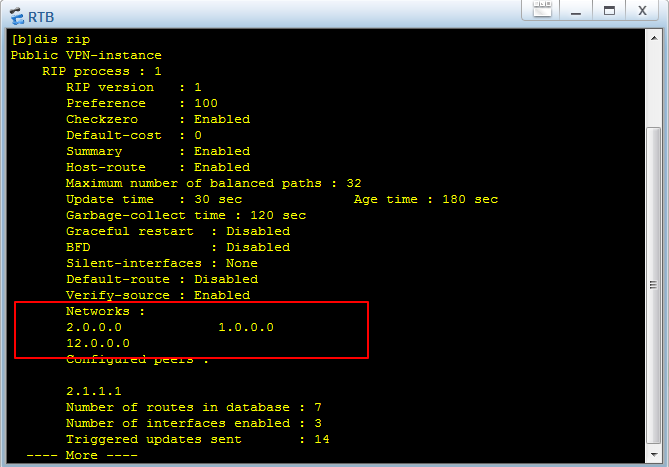 RTB
[b]dis rip
Public VPN-instance
RIP process : 1
RIP version : 1
Preference : 100
Checkzero : Enabled
Default-cost : 0
Summary : Enabled
Host-route : Enabled
Maximum number of balanced paths : 32
Update time : 30 sec Age time : 180 sec
Garbage-collect time : 120 sec
Graceful restart : Disabled
BFD : Disabled
Silent-interfaces : None
Default-route : Disabled
Verify-source : Enabled
Networks :
2.0.0.0 1.0.0.0
12.0.0.0
Configured peers :
2.1.1.1
Number of routes in database : 7
Number of interfaces enabled : 3
Triggered updates sent : 14
---- More ----